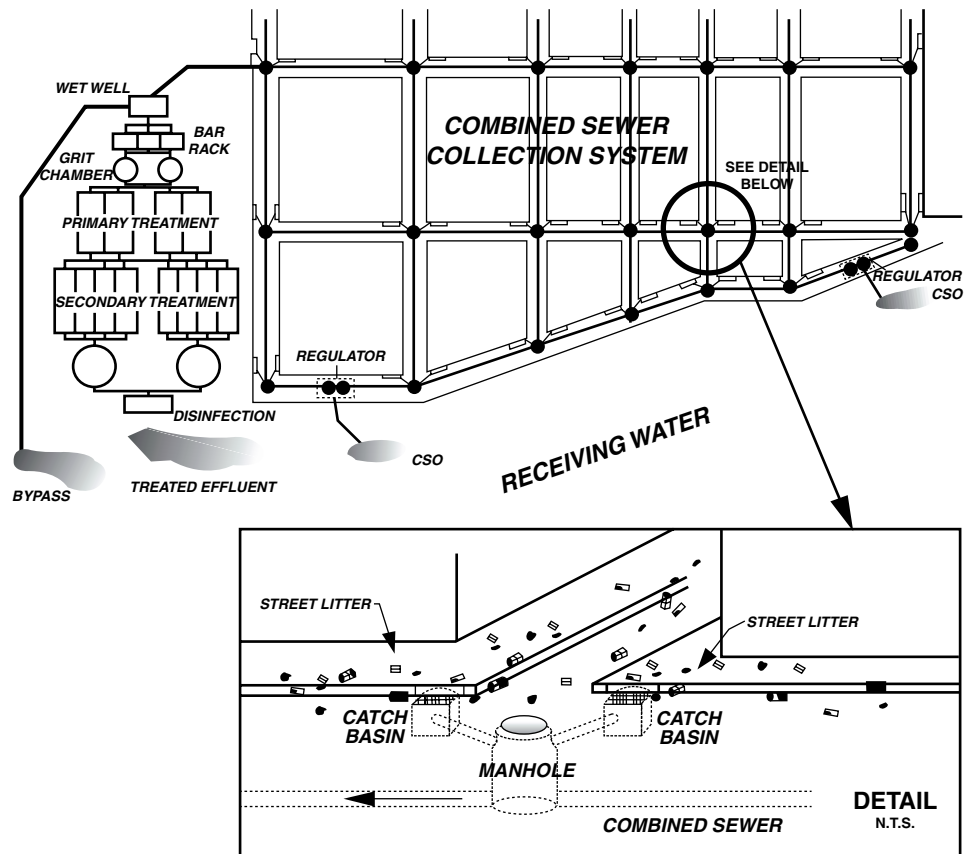 WET WELL
BAR
RACK
GRIT
CHAMBER
PRIMARY TREATMENT
SECONDARY TREATMENT
DISINFECTION
BYPASS
TREATED EFFLUENT
COMBINED SEWER
COLLECTION SYSTEM
SEE DETAIL
BELOW
REGULATOR
CSO
REGULATOR
CSO
RECEIVING WATER
STREET LITTER
STREET LITTER
CATCH
BASIN
CATCH
BASIN
MANHOLE
COMBINED SEWER
DETAIL
N.T.S.